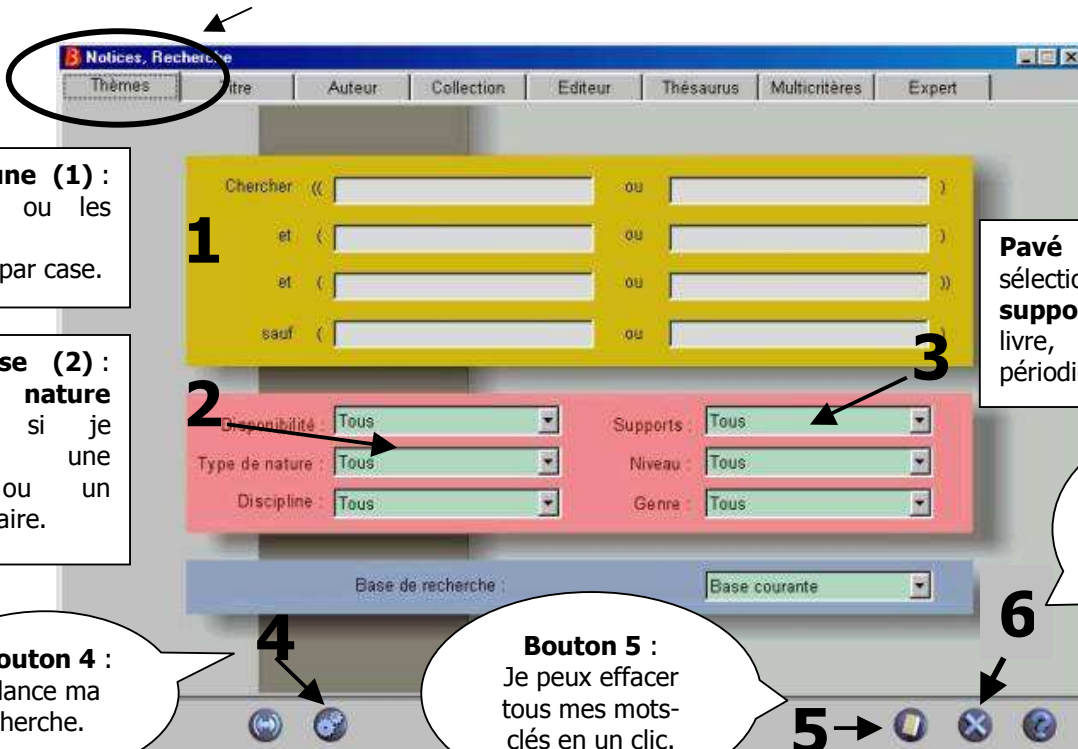 Notices, Recherche
Thèmes Titre Auteur Collection Editeur Thésaurus Multicritères Expert
une (1) :
ou les
par case.
1
Chercher (( ou )
et ( ou )
et ( ou ))
sauf ( ou )
3
Pavé
sélectio
suppo
livre,
périodi
se (2) :
nature
si je
une
ou un
aire.
2
Disponibilité : Tous Supports : Tous
Type de nature : Tous Niveau : Tous
Discipline : Tous Genre : Tous
Base de recherche : Base courante
4
outon 4 :
lance ma
cherche.
Bouton 5 :
Je peux effacer
tous mes mots-
clés en un clic.
5
6